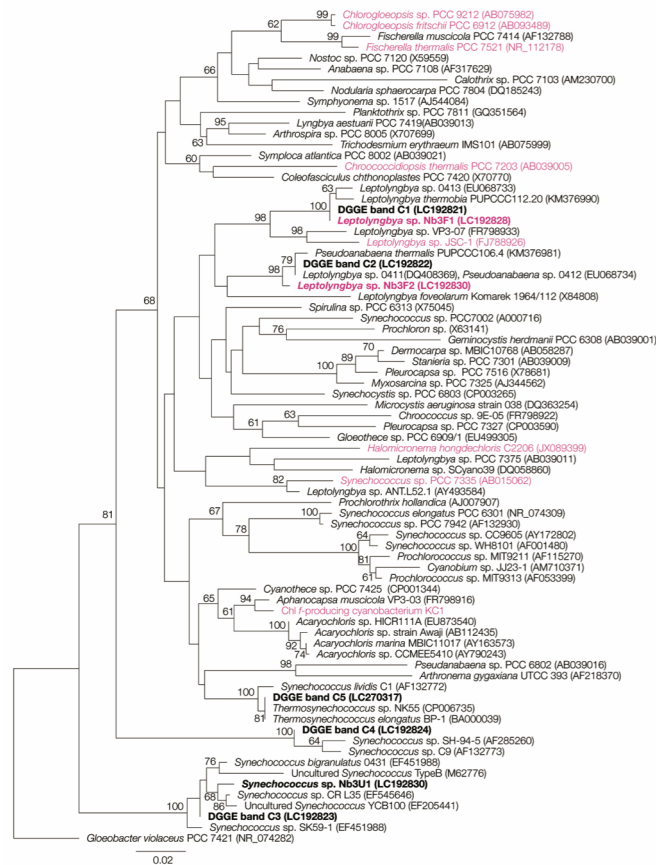 99
Chlorogloeopsis sp. PCC 9212 (AB075982)
62
Chlorogloeopsis fritschii PCC 6912 (AB093489)
99
Fischerella muscicola PCC 7414 (AF132788)
Fischerella thermalis PCC 7521 (NR_112178)
Nostoc sp. PCC 7120 (X59559)
66
Anabaena sp. PCC 7108 (AF317629)
Calothrix sp. PCC 7103 (AM230700)
Nodularia sphaerocarpa PCC 7804 (DQ185243)
Symphyonema sp. 1517 (AJ544084)
Planktothrix sp. PCC 7811 (GQ351564)
95
Lyngbya aestuarii PCC 7419(AB039013)
Arthrospira sp. PCC 8005 (X707699)
63
Trichodesmium erythraeum IMS101 (AB075999)
Symploca atlantica PCC 8002 (AB039021)
60
Chroococcidiopsis thermalis PCC 7203 (AB039005)
Coleofasciculus chthonoplastes PCC 7420 (X70770)
63
Leptolyngbya sp. 0413 (EU068733)
Leptolyngbya thermobia PUPCCC112.20 (KM376990)
100
DGGE band C1 (LC192821)
98
Leptolyngbya sp. Nb3F1 (LC192828)
98
Leptolyngbya sp. VP3-07 (FR798933)
Leptolyngbya sp. JSC-1 (FJ788926)
79
Pseudoanabaena thermalis PUPCCC106.4 (KM376981)
DGGE band C2 (LC192822)
98
Leptolyngbya sp. 0411(DQ408369), Pseudoanabaena sp. 0412 (EU068734)
Leptolyngbya sp. Nb3F2 (LC192830)
68
Leptolyngbya foveolarum Komarek 1964/112 (X84808)
Spirulina sp. PCC 6313 (X75045)
Synechococcus sp. PCC7002 (A000716)
76
Prochloron sp. (X63141)
Geminocystis herdmanii PCC 6308 (AB039001)
70
Dermocarpa sp. MBIC10768 (AB058287)
89
Stanieria sp. PCC 7301 (AB039009)
100
Pleurocapsa sp. PCC 7516 (X78681)
Myxosarcina sp. PCC 7325 (AJ344562)
Synechocystis sp. PCC 6803 (CP003265)
Microcystis aeruginosa strain 038 (DQ363254)
63
Chroococcus sp. 9E-05 (FR798922)
61
Pleurocapsa sp. PCC 7327 (CP003590)
Gloeothece sp. PCC 6909/1 (EU499305)
Halomicronema hongdechloris C2206 (JX089399)
Leptolyngbya sp. PCC 7375 (AB039011)
Halomicronema sp. SCyano39 (DQ058860)
82
Synechococcus sp. PCC 7335 (AB015062)
Leptolyngbya sp. ANT.L52.1 (AY493584)
81
67
Prochlorothrix hollandica (AJ007907)
100
Synechococcus elongatus PCC 6301 (NR_074309)
78
Synechococcus sp. PCC 7942 (AF132930)
64
Synechococcus sp. CC9605 (AY172802)
100
Synechococcus sp. WH8101 (AF001480)
81
Prochlorococcus sp. MIT9211 (AF115270)
Cyanobium sp. JJ23-1 (AM710371)
61
Prochlorococcus sp. MIT9313 (AF053399)
65
Cyanothece sp. PCC 7425 (CP001344)
94
Aphanocapsa muscicola VP3-03 (FR798916)
61
Chl f-producing cyanobacterium KC1
100
Acaryochloris sp. HICR111A (EU873540)
92
Acaryochloris sp. strain Awaji (AB112435)
Acaryochloris marina MBIC11017 (AY163573)
74
Acaryochloris sp. CCMEE5410 (AY790243)
98
Pseudanabaena sp. PCC 6802 (AB039016)
Arthronema gygaxiana UTCC 393 (AF218370)
100
Synechococcus lividis C1 (AF132772)
DGGE band C5 (LC270317)
Thermosynechococcus sp. NK55 (CP006735)
81
Thermosynechococcus elongatus BP-1 (BA000039)
100
DGGE band C4 (LC192824)
64
Synechococcus sp. SH-94-5 (AF285260)
Synechococcus sp. C9 (AF132773)
76
Synechococcus bigranulatus 0431 (EF451988)
Uncultured Synechococcus TypeB (M62776)
Synechococcus sp. Nb3U1 (LC192830)
68
Synechococcus sp. CR L35 (EF545646)
86
Uncultured Synechococcus YCB100 (EF205441)
100
DGGE band C3 (LC192823)
Synechococcus sp. SK59-1 (EF451988)
Gloeobacter violaceus PCC 7421 (NR_074282)
0.02